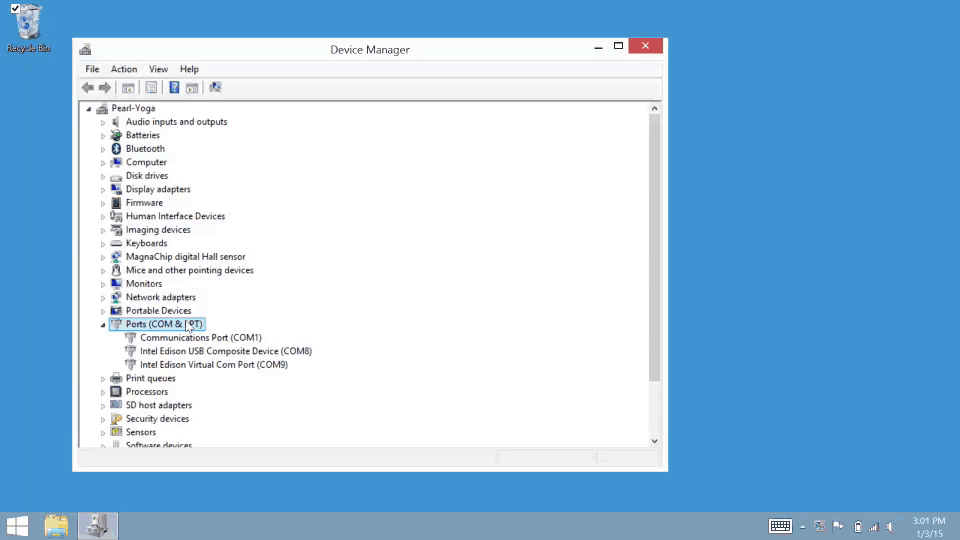 Recycle Bin
Device Manager
File Action View Help
Pearl-Yoga
Audio inputs and outputs
Batteries
Bluetooth
Computer
Disk drives
Display adapters
Firmware
Human Interface Devices
Imaging devices
Keyboards
MagnaChip digital Hall sensor
Mice and other pointing devices
Monitors
Network adapters
Portable Devices
Ports (COM & LPT)
Communications Port (COM1)
Intel Edison USB Composite Device (COM8)
Intel Edison Virtual Com Port (COM9)
Print queues
Processors
SD host adapters
Security devices
Sensors
Software devices
3:01 PM
1/3/15